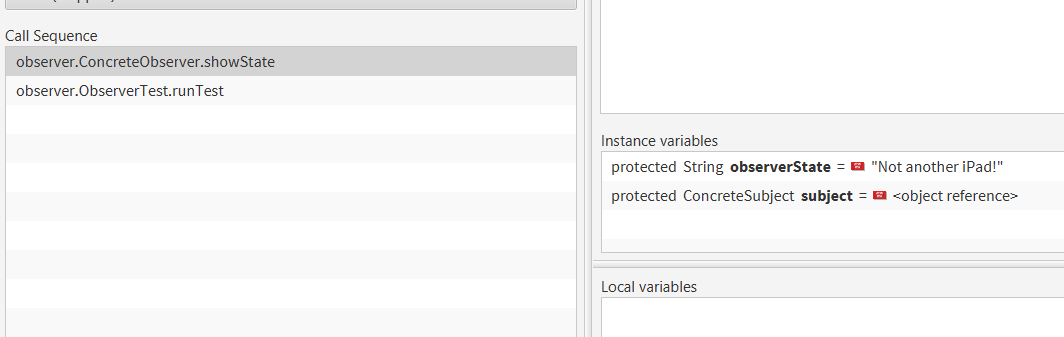 Call Sequence
observer.ConcreteObserver.showState
observer.ObserverTest.runTest
Instance variables
protected String observerState = "Not another iPad!"
protected ConcreteSubject subject = <object reference>
Local variables